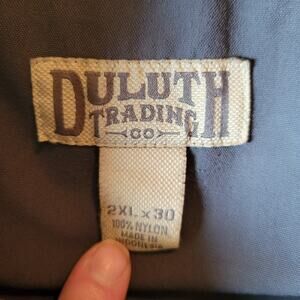 DULUTH
TRADING
CO
2XL x 30
100% NYLON
MADE IN
INDONESIA